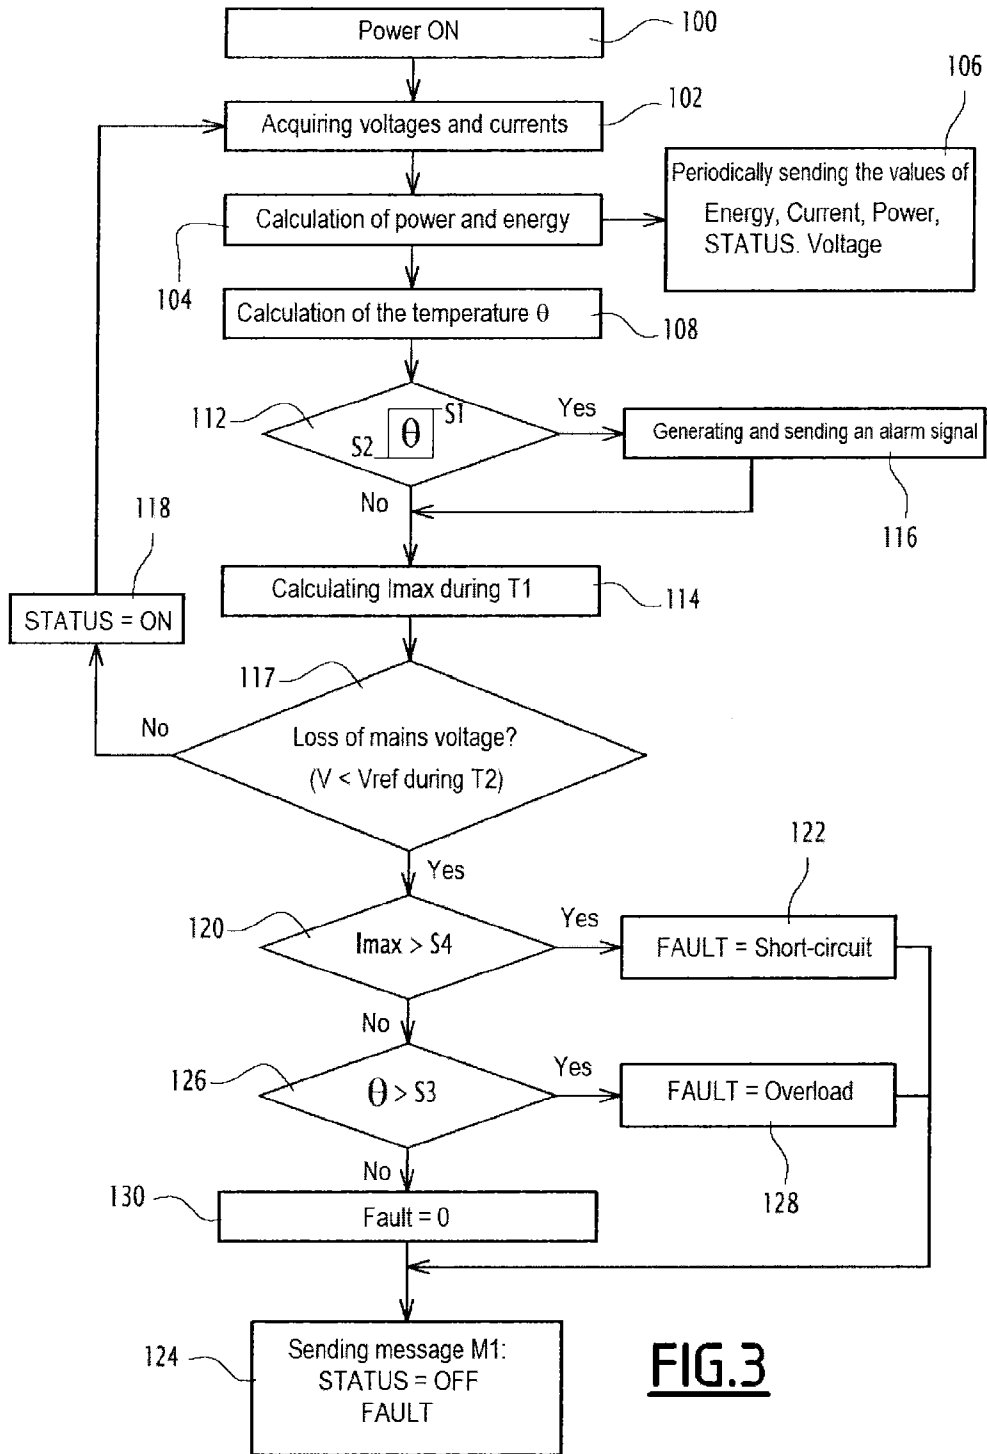 Power ON
100
Acquiring voltages and currents
102
106
Periodically sending the values of
Energy, Current, Power,
STATUS. Voltage
Calculation of power and energy
104
Calculation of the temperature θ
108
112
S1
θ
S2
Yes
Generating and sending an alarm signal
116
No
118
STATUS = ON
Calculating Imax during T1
114
117
No
Loss of mains voltage?
(V < Vref during T2)
Yes
122
120
Imax > S4
Yes
FAULT = Short-circuit
No
126
θ > S3
Yes
FAULT = Overload
128
No
130
Fault = 0
124
Sending message M1:
STATUS = OFF
FAULT
FIG.3